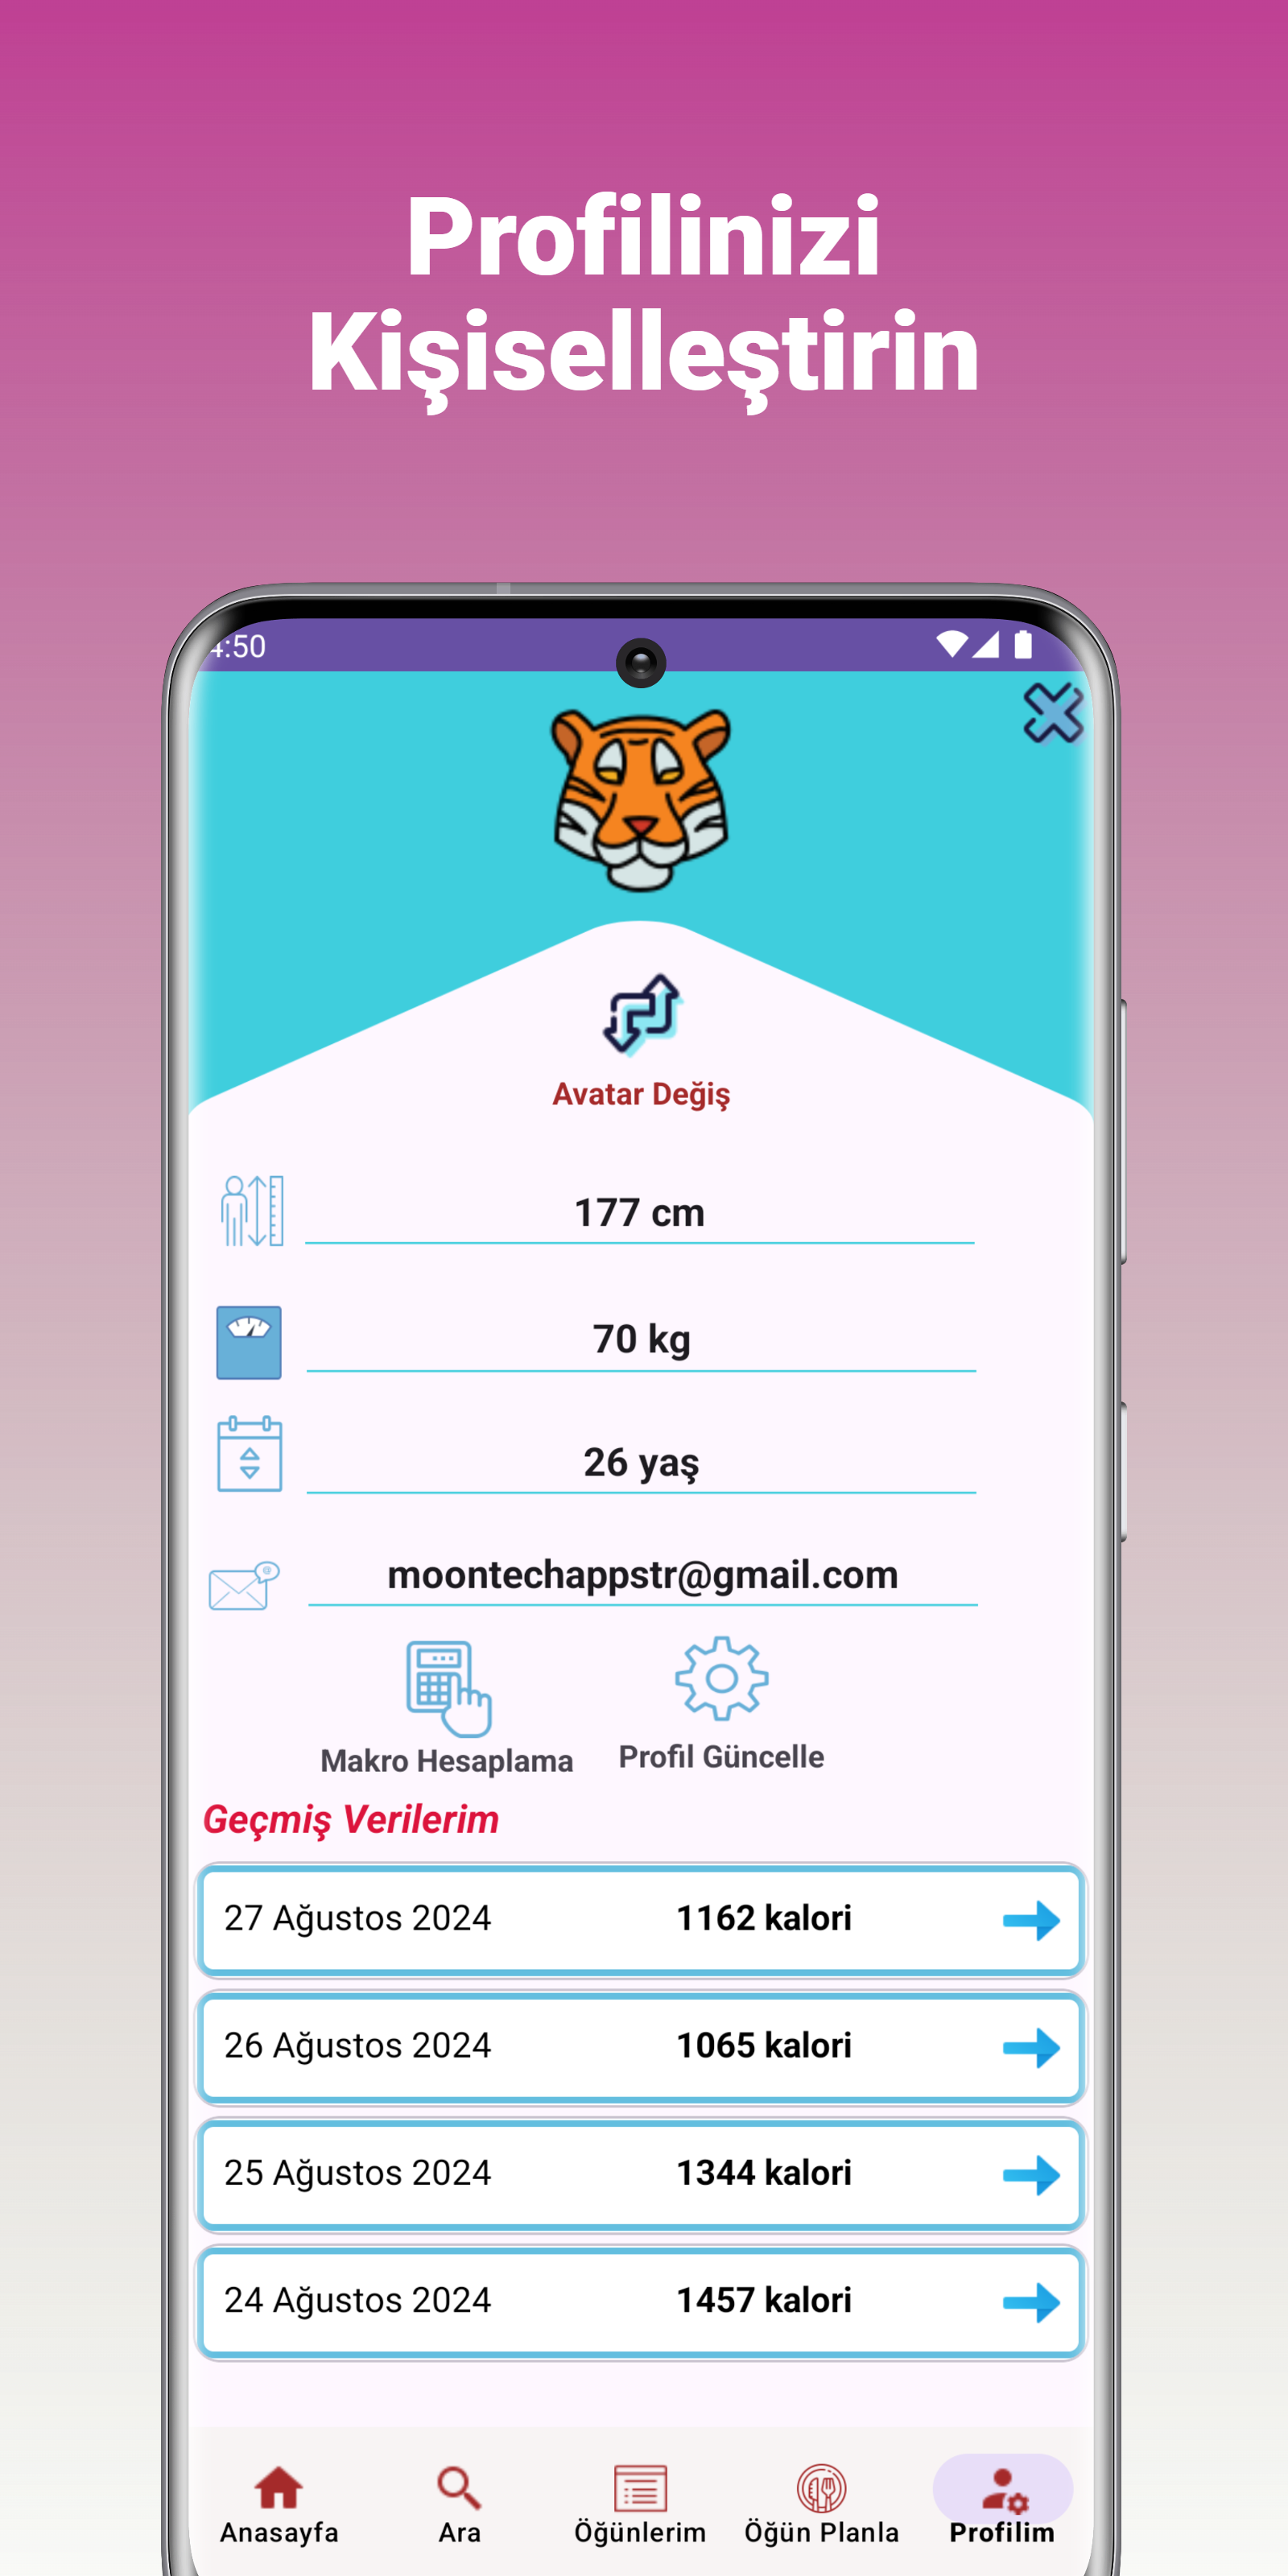 Profilinizi
Kişiselleştirin
4:50
Avatar Değiş
177 cm
70 kg
26 yaş
moontechappstr@gmail.com
Makro Hesaplama
Profil Güncelle
Geçmiş Verilerim
27 Ağustos 2024 1162 kalori
26 Ağustos 2024 1065 kalori
25 Ağustos 2024 1344 kalori
24 Ağustos 2024 1457 kalori
Anasayfa Ara Öğünlerim Öğün Planla Profilim